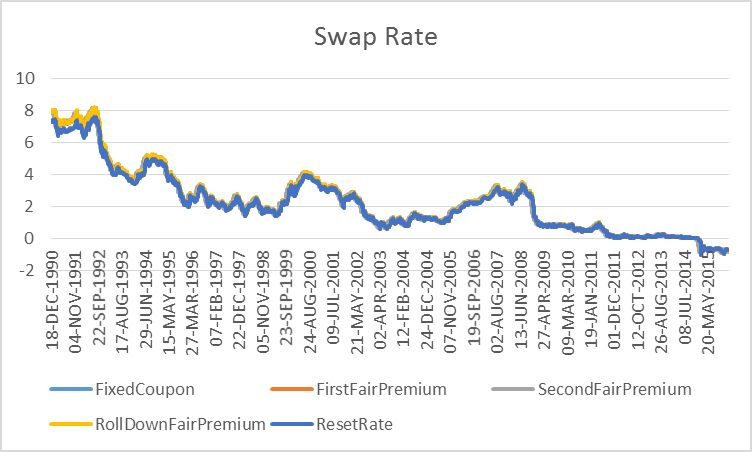 Swap Rate
10
8
6
4
2
0
-2
18-DEC-1990
04-NOV-1991
22-SEP-1992
17-AUG-1993
29-JUN-1994
15-MAY-1995
27-MAR-1996
07-FEB-1997
22-DEC-1997
05-NOV-1998
23-SEP-1999
24-AUG-2000
09-JUL-2001
21-MAY-2002
02-APR-2003
12-FEB-2004
24-DEC-2004
07-NOV-2005
19-SEP-2006
02-AUG-2007
13-JUN-2008
27-APR-2009
09-MAR-2010
19-JAN-2011
01-DEC-2011
12-OCT-2012
26-AUG-2013
08-JUL-2014
20-MAY-2015
FixedCoupon FirstFairPremium SecondFairPremium
RollDownFairPremium ResetRate